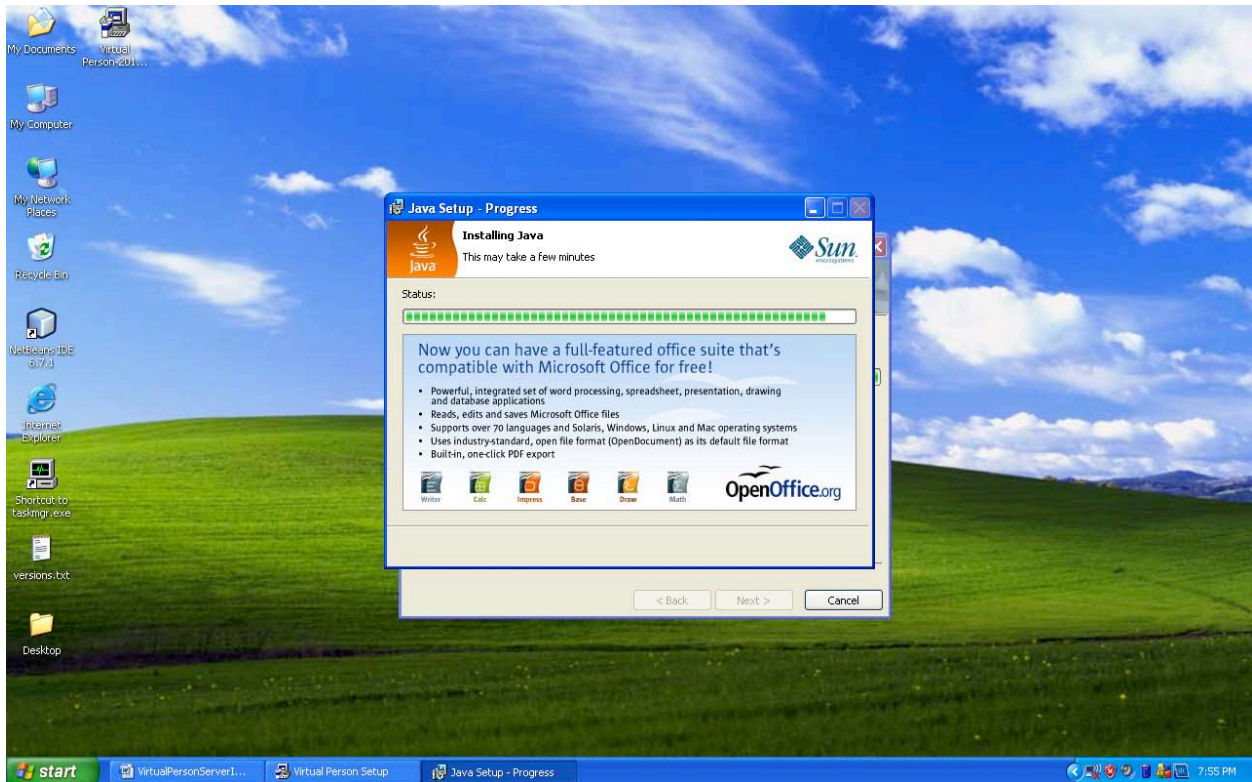 My Documents
Virtual
Person-201...
My Computer
My Network
Places
Recycle Bin
NetBeans IDE
6.7.1
Internet
Explorer
Shortcut to
taskmgr.exe
versions.txt
Desktop
Java Setup - Progress
Java
Installing Java
This may take a few minutes
Sun
microsystems
Status:
Now you can have a full-featured office suite that's
compatible with Microsoft Office for free!
• Powerful, integrated set of word processing, spreadsheet, presentation, drawing
and database applications
• Reads, edits and saves Microsoft Office files
• Supports over 70 languages and Solaris, Windows, Linux and Mac operating systems
• Uses industry-standard, open file format (OpenDocument) as its default file format
• Built-in, one-click PDF export
Writer Calc Impress Base Draw Math
OpenOffice.org
< Back Next > Cancel
start VirtualPersonServerI... Virtual Person Setup Java Setup - Progress 7:55 PM